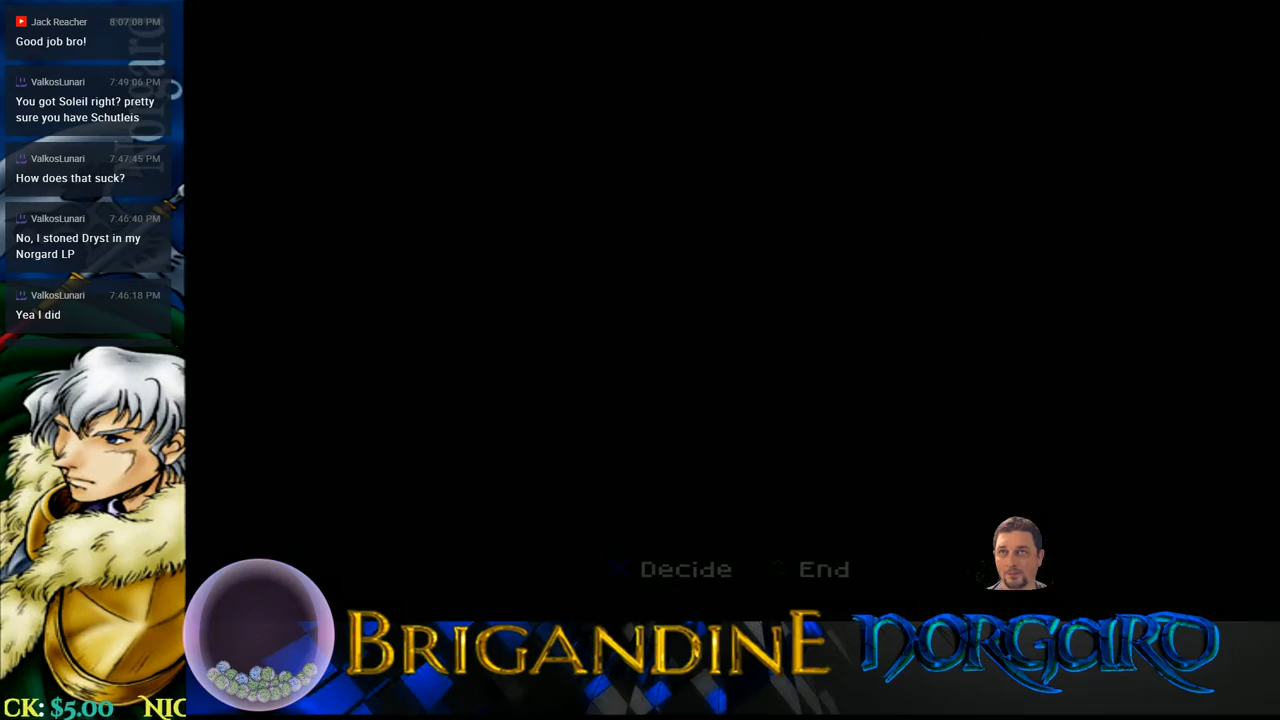 Jack Reacher 8:07:08 PM
Good job bro!
ValkosLunari 7:49:06 PM
You got Soleil right? pretty
sure you have Schutleis
ValkosLunari 7:47:45 PM
How does that suck?
ValkosLunari 7:46:40 PM
No, I stoned Dryst in my
Norgard LP
ValkosLunari 7:46:18 PM
Yea I did
Norgard
Decide End
BRIGANDINE NORGARD
CK: $5.00 NIC